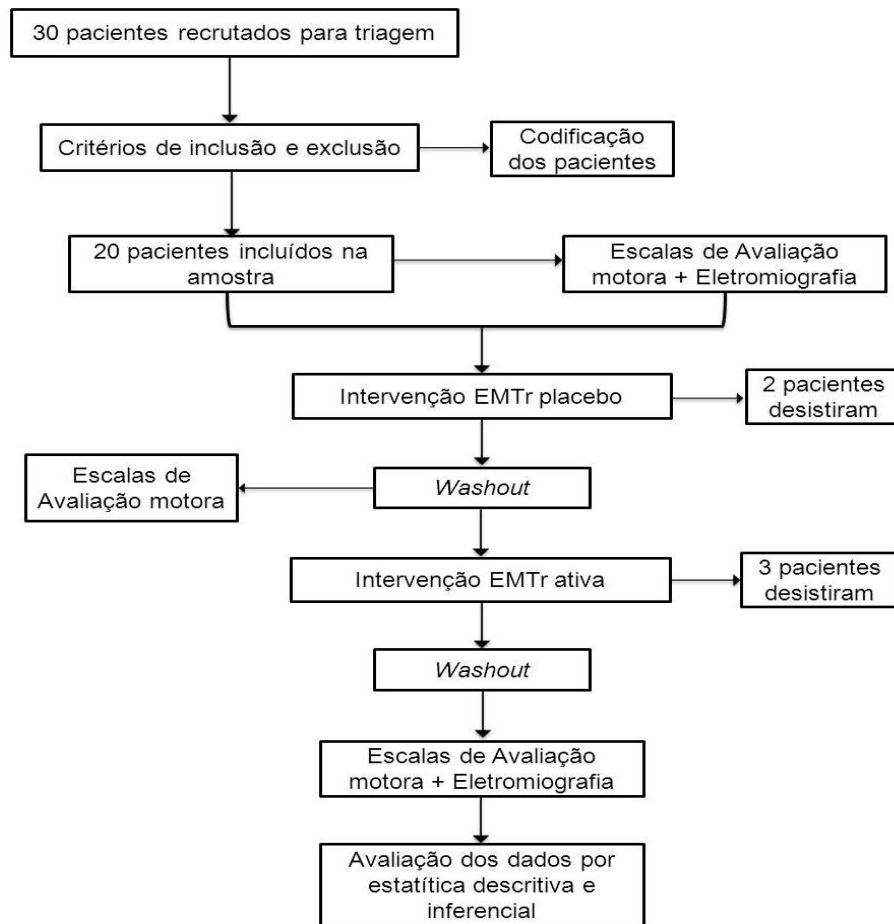 30 pacientes recrutados para triagem
Critérios de inclusão e exclusão
Codificação
dos pacientes
20 pacientes incluídos na
amostra
Escalas de Avaliação
motora + Eletromiografia
Intervenção EMTr placebo
2 pacientes
desistiram
Escalas de
Avaliação motora
Washout
Intervenção EMTr ativa
3 pacientes
desistiram
Washout
Escalas de Avaliação
motora + Eletromiografia
Avaliação dos dados por
estatítica descritiva e
inferencial